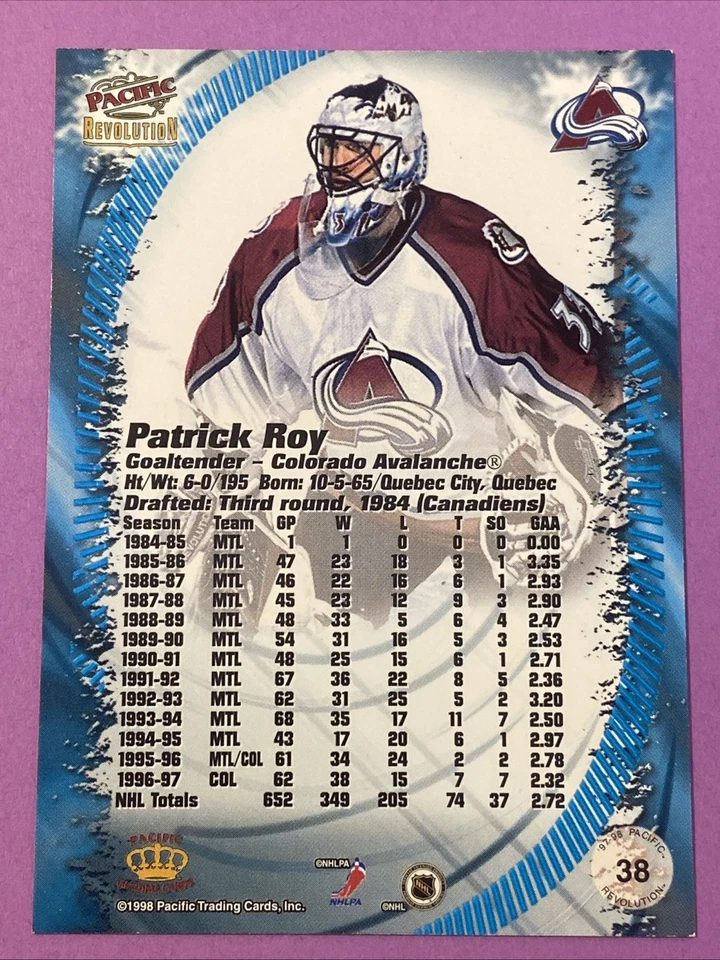 PACIFIC
REVOLUTION
A
37
A
Patrick Roy
Goaltender – Colorado Avalanche®
Ht/Wt: 6-0/195 Born: 10-5-65/Quebec City, Quebec
Drafted: Third round, 1984 (Canadiens)
Season Team GP W L T SO GAA
1984-85 MTL 1 1 0 0 0 0.00
1985-86 MTL 47 23 18 3 1 3.35
1986-87 MTL 46 22 16 6 1 2.93
1987-88 MTL 45 23 12 9 3 2.90
1988-89 MTL 48 33 5 6 4 2.47
1989-90 MTL 54 31 16 5 3 2.53
1990-91 MTL 48 25 15 6 1 2.71
1991-92 MTL 67 36 22 8 5 2.36
1992-93 MTL 62 31 25 5 2 3.20
1993-94 MTL 68 35 17 11 7 2.50
1994-95 MTL 43 17 20 6 1 2.97
1995-96 MTL/COL 61 34 24 2 2 2.78
1996-97 COL 62 38 15 7 7 2.32
NHL Totals 652 349 205 74 37 2.72
PACIFIC
©NHLPA
NHLPA
©NHL
NHL
'97-98 PACIFIC
38
REVOLUTION
©1998 Pacific Trading Cards, Inc.